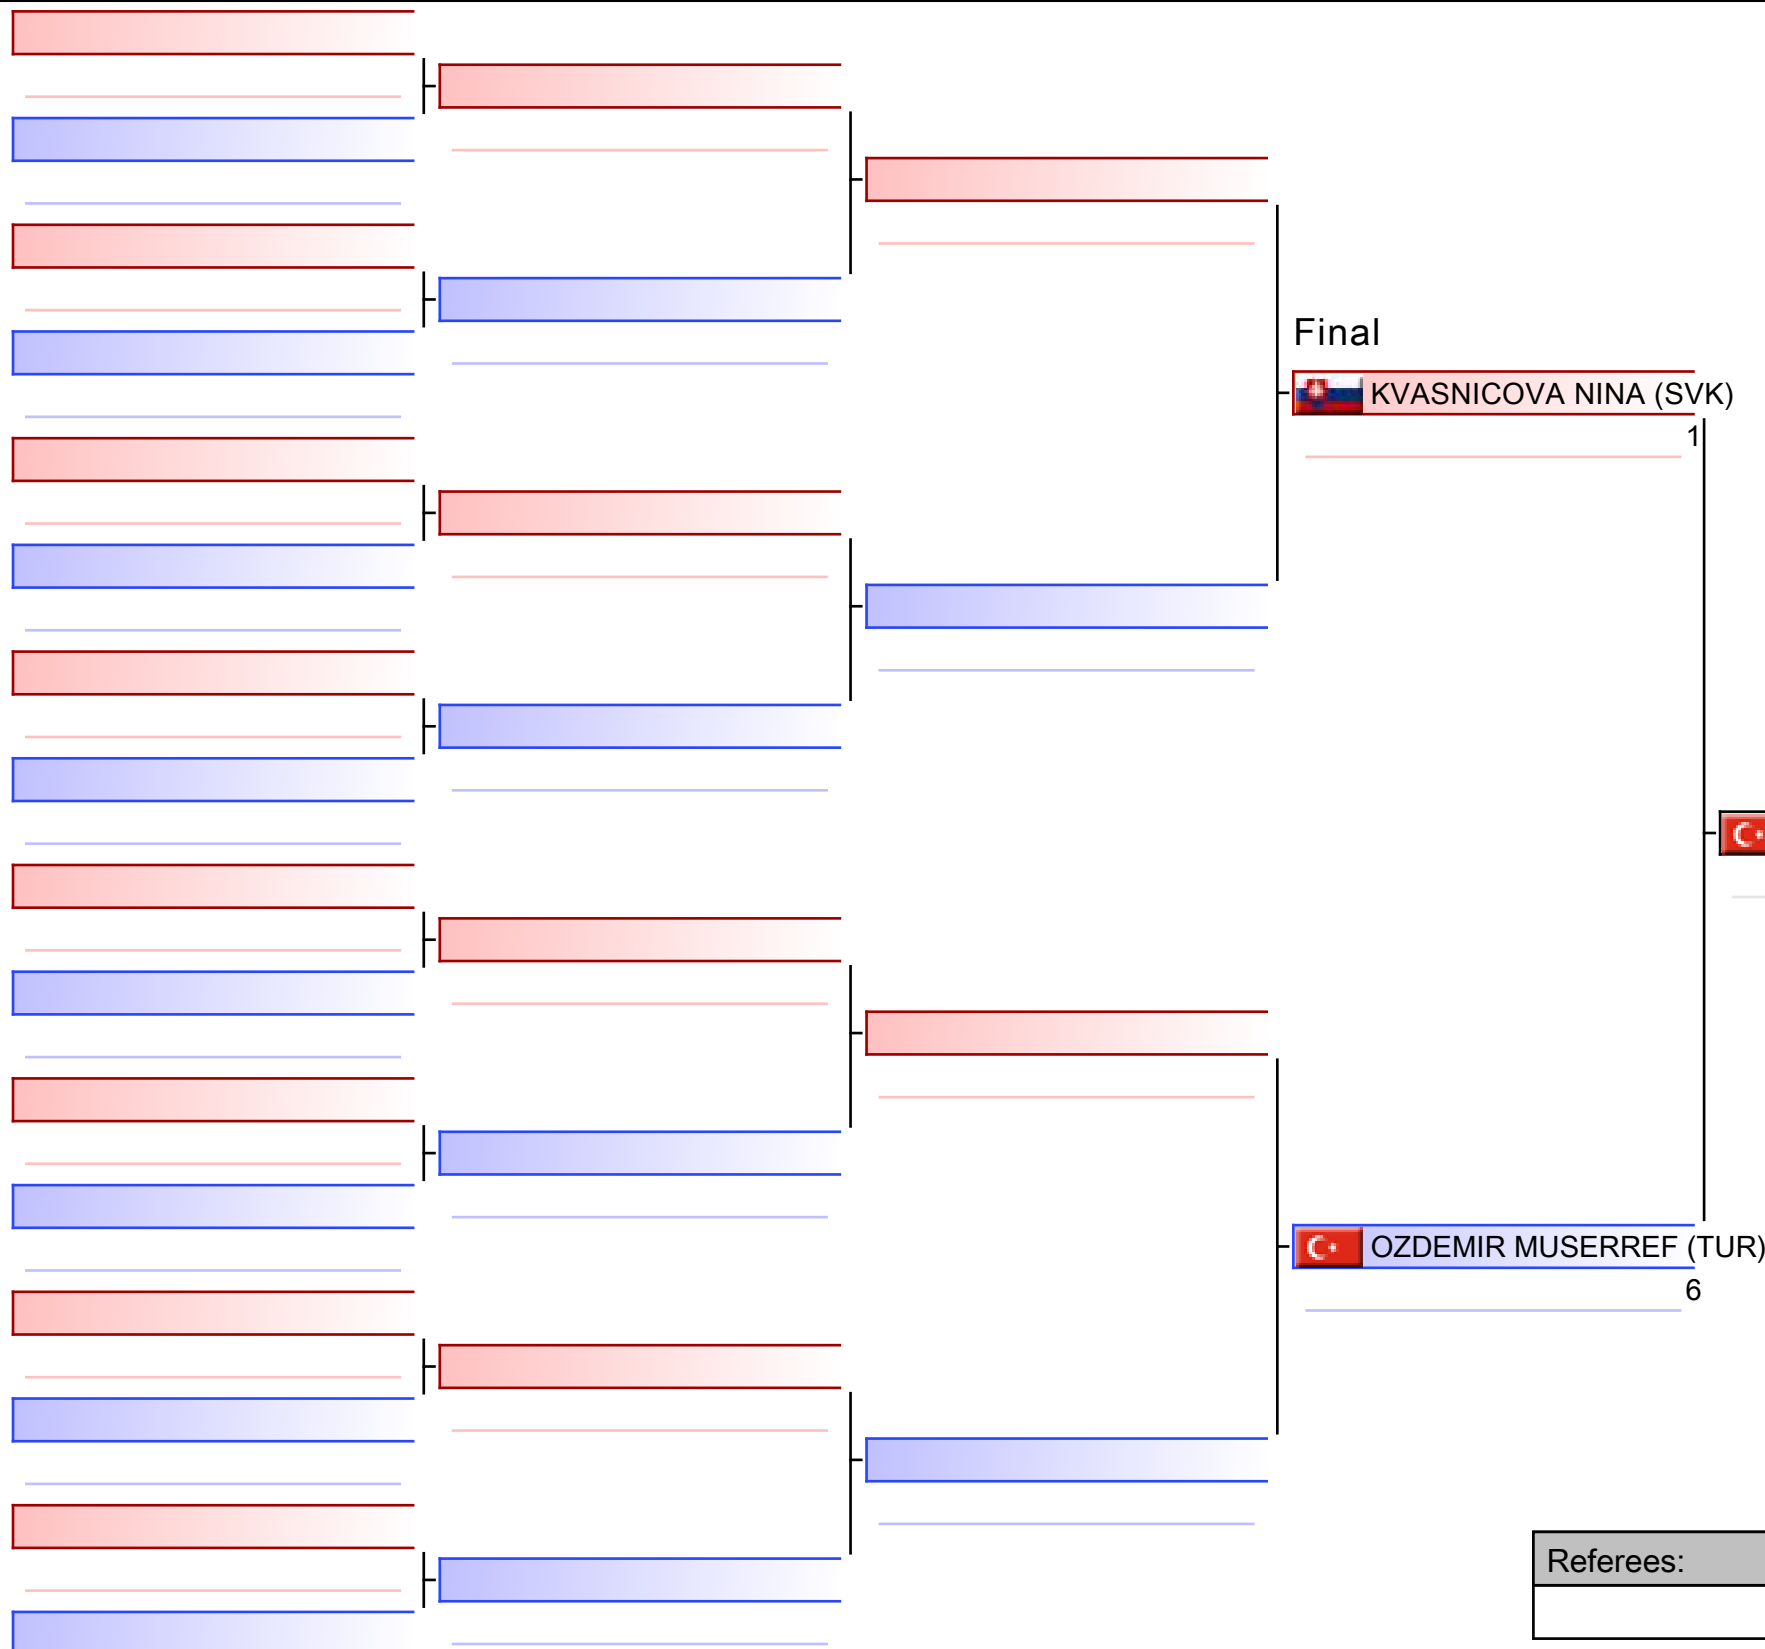 Final
KVASNICOVA NINA (SVK)
1
OZDEMIR MUSERREF (TUR)
6
Referees: